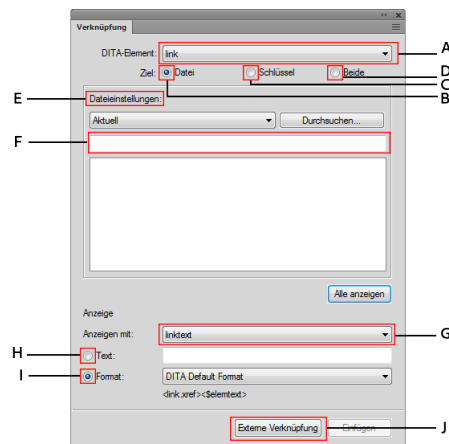 Verknüpfung
DITA-Element: link A
Ziel: Datei Schlüssel Beide D
C
B
E Dateieinstellungen:
Aktuell Durchsuchen...
F
Alle anzeigen
Anzeige
Anzeigen mit: linktext G
H Text:
I Format: DITA Default Format
<link.xref><$elemtext>
Externe Verknüpfung Einfügen J